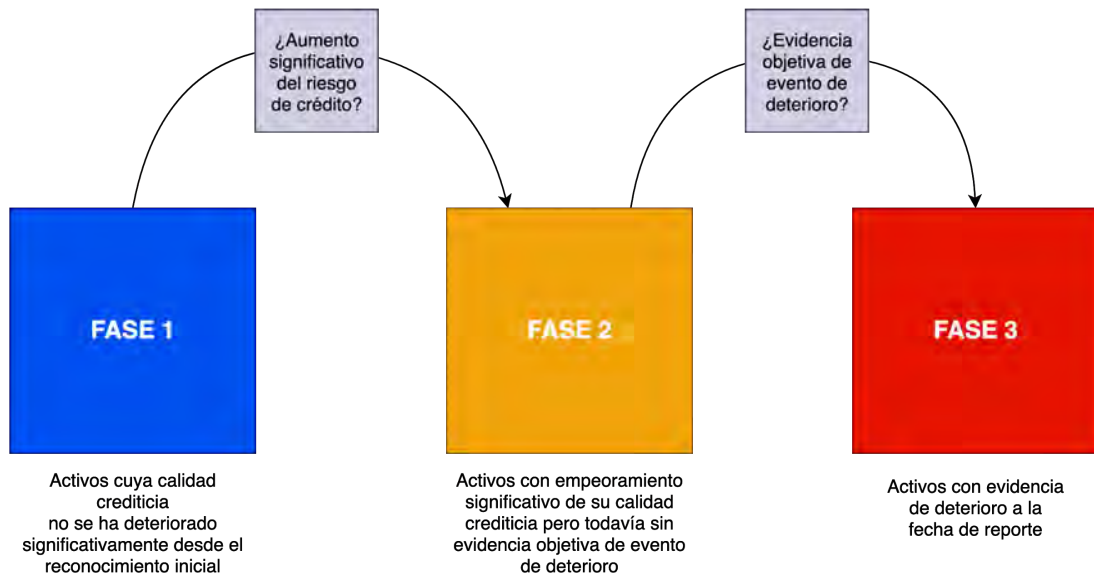 ¿Aumento
significativo
del riesgo
de crédito?
¿Evidencia
objetiva de
evento de
deterioro?
FASE 1
FASE 2
FASE 3
Activos cuya calidad
crediticia
no se ha deteriorado
significativamente desde el
reconocimiento inicial
Activos con empeoramiento
significativo de su calidad
crediticia pero todavía sin
evidencia objetiva de evento
de deterioro
Activos con evidencia
de deterioro a la
fecha de reporte